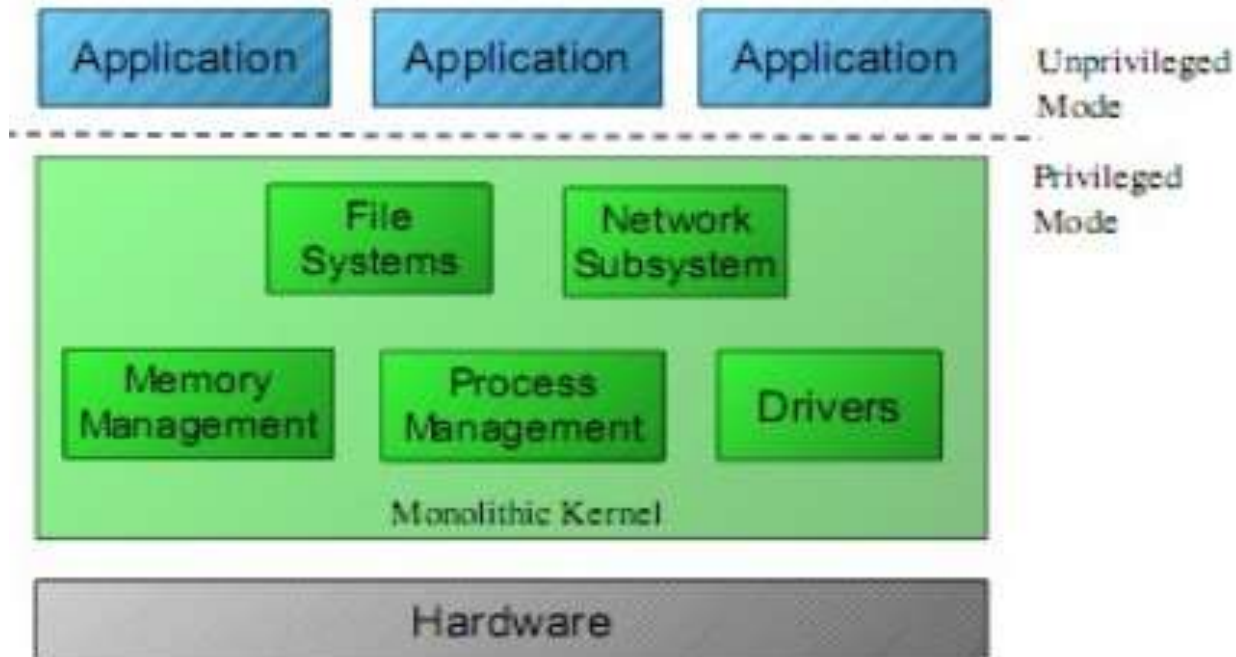 Application
Application
Application
Unprivileged
Mode
Privileged
Mode
File
Systems
Network
Subsystem
Memory
Management
Process
Management
Drivers
Monolithic Kernel
Hardware